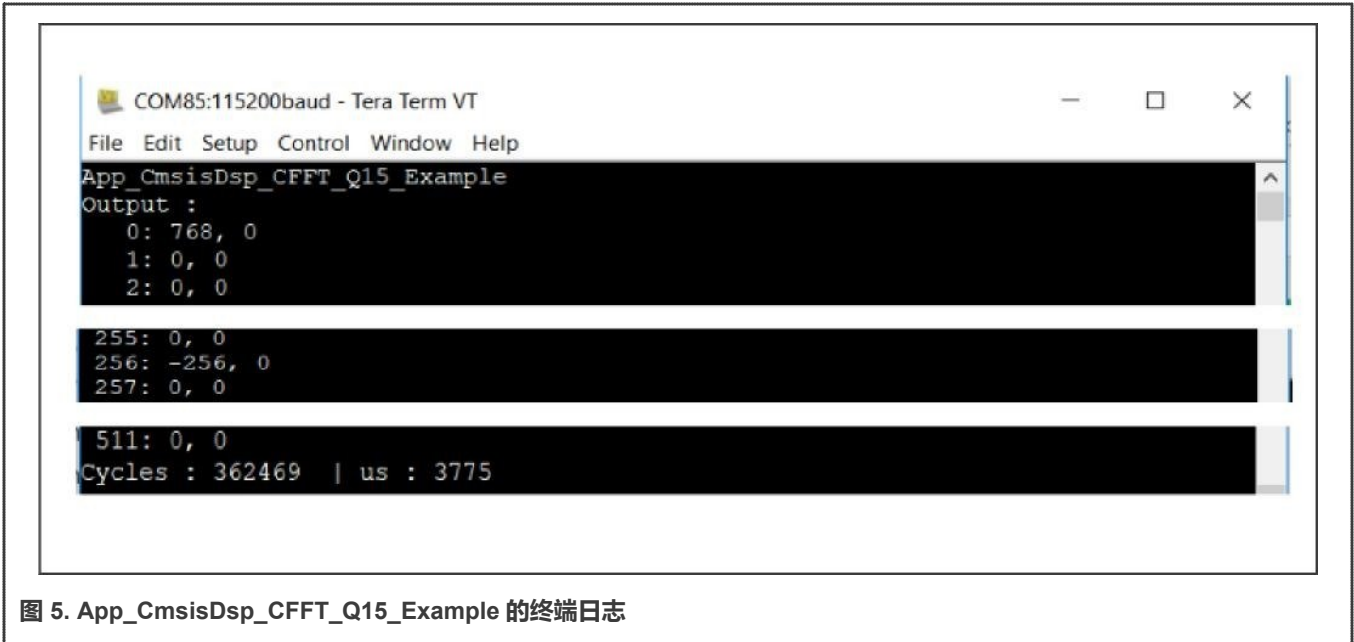 COM85:115200baud - Tera Term VT
File Edit Setup Control Window Help
App_CmsisDsp_CFFT_Q15_Example
Output :
0: 768, 0
1: 0, 0
2: 0, 0
255: 0, 0
256: -256, 0
257: 0, 0
511: 0, 0
Cycles : 362469 | us : 3775
图 5. App_CmsisDsp_CFFT_Q15_Example 的终端日志